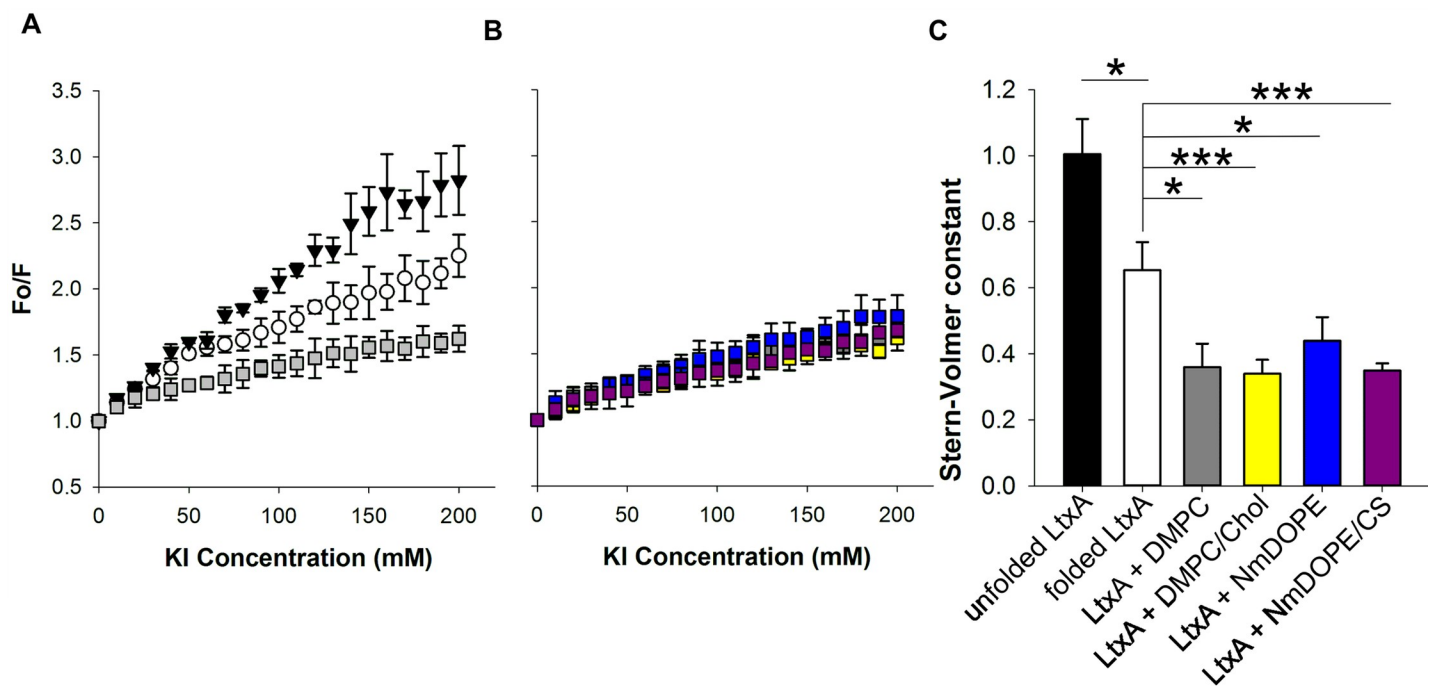 A
B
C
3.5
3.0
2.5
2.0
1.5
1.0
0.5
Fo/F
0 50 100 150 200
KI Concentration (mM)
0 50 100 150 200
KI Concentration (mM)
*
***
*
***
*
1.2
1.0
0.8
0.6
0.4
0.2
0.0
Stern-Volmer constant
unfolded LtxA
folded LtxA
LtxA + DMPC
LtxA + DMPC/Chol
LtxA + NmDOPE
LtxA + NmDOPE/CS